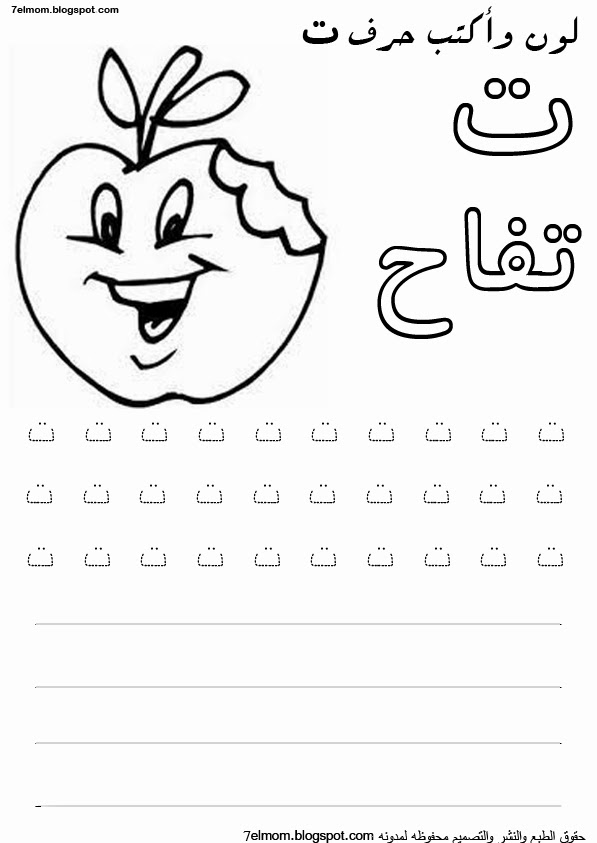 7elmom.blogspot.com
لون وأكتب حرف ت
ت
تفاح
ت ت ت ت ت ت ت ت ت ت
ت ت ت ت ت ت ت ت ت ت
ت ت ت ت ت ت ت ت ت ت
حقوق الطبع والنشر والتصميم محفوظه لمدونه 7elmom.blogspot.com